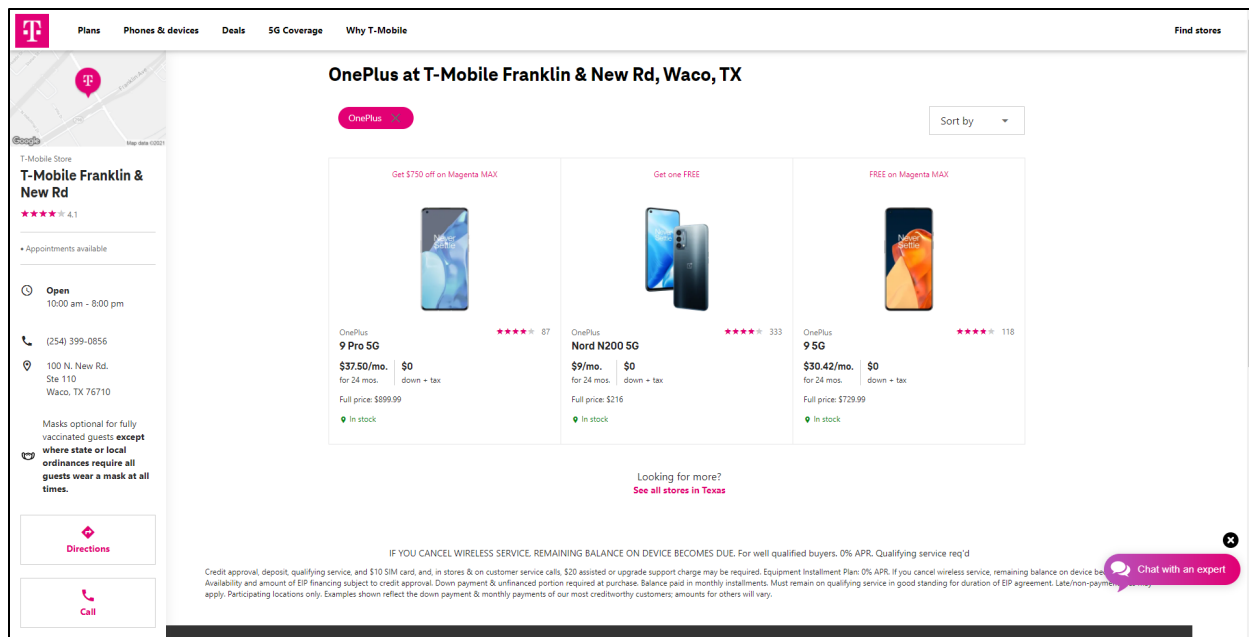 T
Plans
Phones & devices
Deals
5G Coverage
Why T-Mobile
Find stores
Franklin Ave
T
Google
Map data ©2021
T-Mobile Store
T-Mobile Franklin &
New Rd
4.1
• Appointments available
Open
10:00 am - 8:00 pm
(254) 399-0856
100 N. New Rd.
Ste 110
Waco, TX 76710
Masks optional for fully
vaccinated guests except
where state or local
ordinances require all
guests wear a mask at all
times.
Directions
Call
OnePlus at T-Mobile Franklin & New Rd, Waco, TX
OnePlus
Sort by
Get $750 off on Magenta MAX
Never
Settle
OnePlus
87
9 Pro 5G
$37.50/mo.
$0
for 24 mos.
down + tax
Full price: $899.99
In stock
Get one FREE
Never
Settle
OnePlus
333
Nord N200 5G
$9/mo.
$0
for 24 mos.
down + tax
Full price: $216
In stock
FREE on Magenta MAX
Never
Settle
OnePlus
118
9 5G
$30.42/mo.
$0
for 24 mos.
down + tax
Full price: $729.99
In stock
Looking for more?
See all stores in Texas
IF YOU CANCEL WIRELESS SERVICE, REMAINING BALANCE ON DEVICE BECOMES DUE. For well qualified buyers. 0% APR. Qualifying service req'd
Credit approval, deposit, qualifying service, and $10 SIM card, and, in stores & on customer service calls, $20 assisted or upgrade support charge may be required. Equipment Installment Plan: 0% APR. If you cancel wireless service, remaining balance on device
Availability and amount of EIP financing subject to credit approval. Down payment & unfinanced portion required at purchase. Balance paid in monthly installments. Must remain on qualifying service in good standing for duration of EIP agreement.
apply. Participating locations only. Examples shown reflect the down payment & monthly payments of our most creditworthy customers; amounts for others will vary.
Chat with an expert